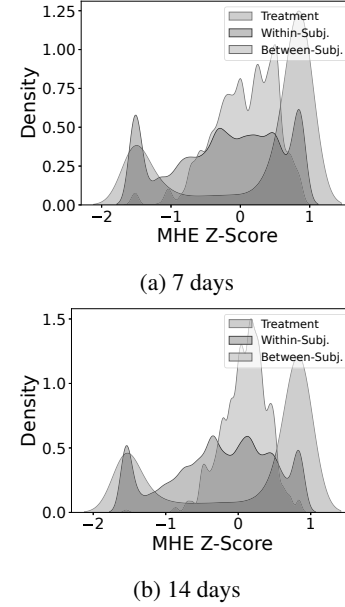 1.25
1.00
0.75
0.50
0.25
0.00
Density
Treatment
Within-Subj.
Between-Subj.
−2 −1 0 1
MHE Z-Score
(a) 7 days
1.5
1.0
0.5
0.0
Density
Treatment
Within-Subj.
Between-Subj.
−2 −1 0 1
MHE Z-Score
(b) 14 days